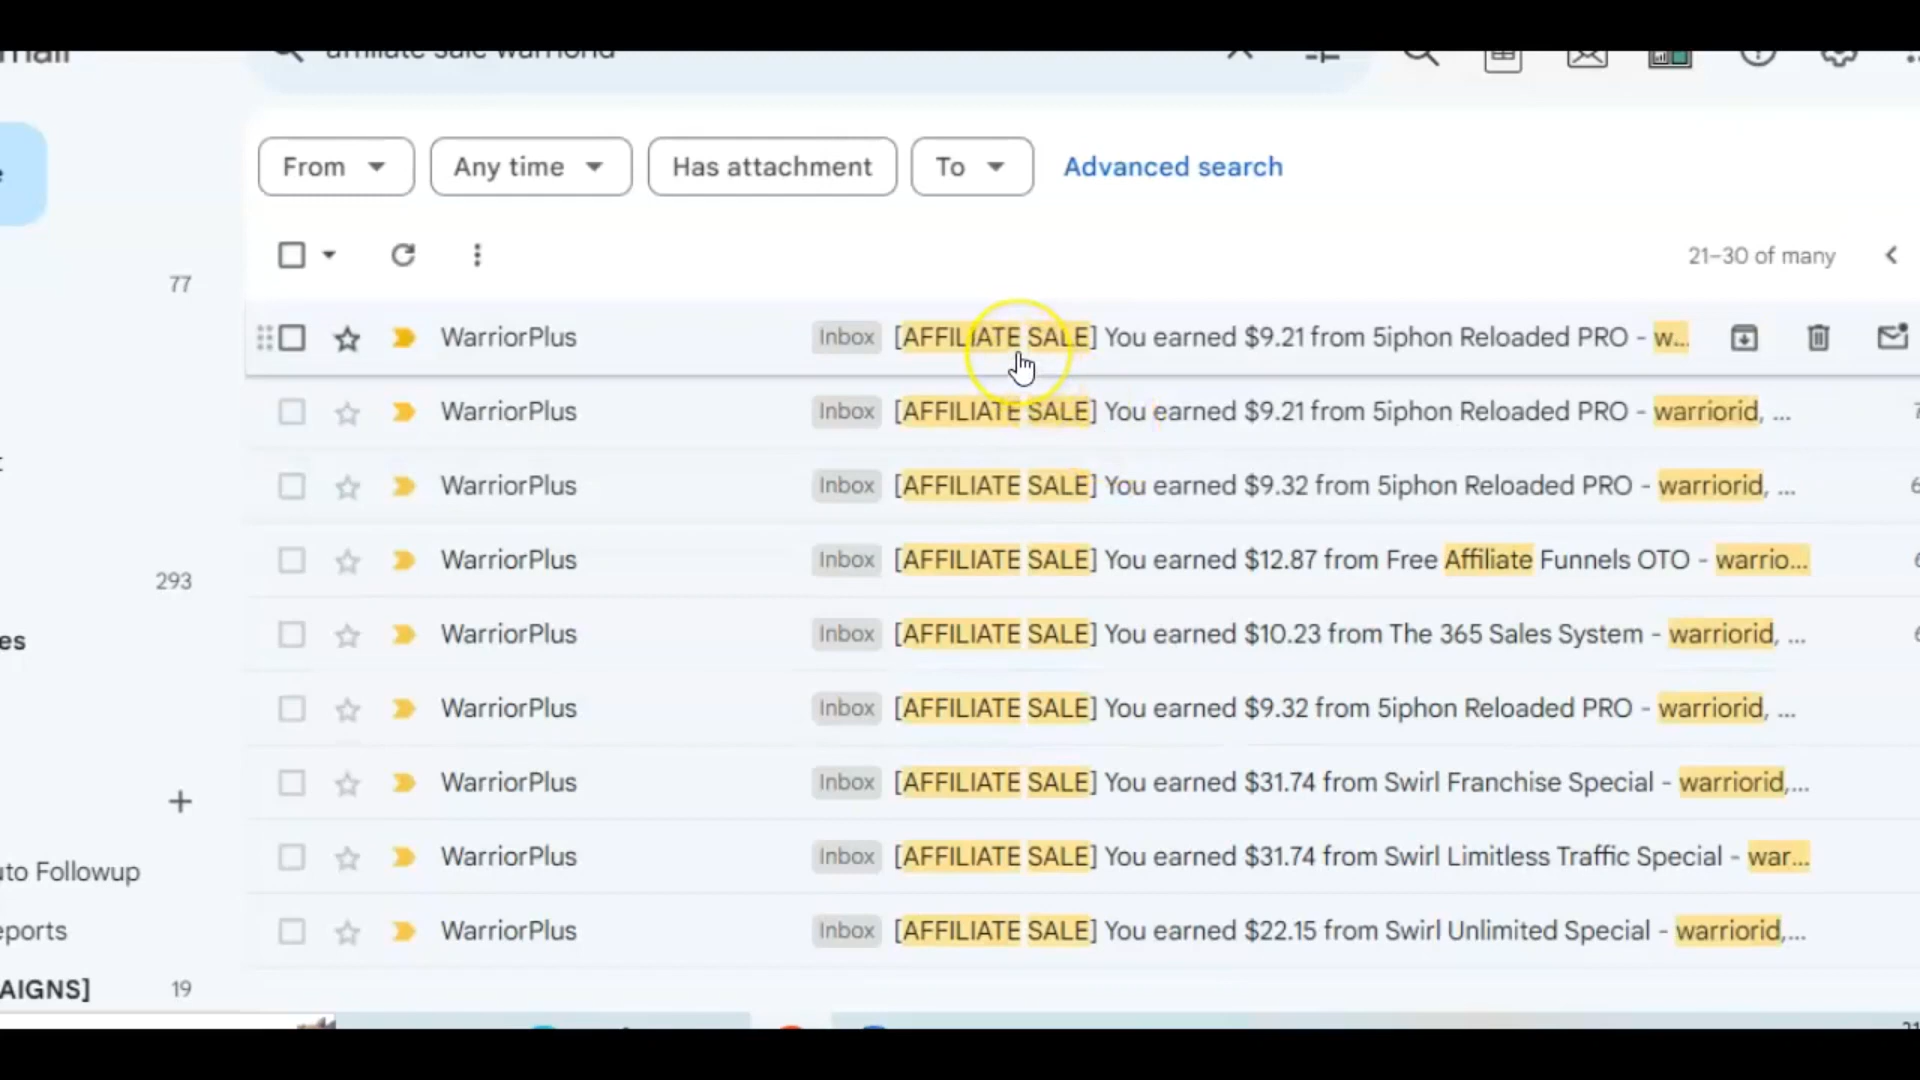 affiliate sale warriorid
From Any time Has attachment To Advanced search
21–30 of many
77
WarriorPlus Inbox [AFFILIATE SALE] You earned $9.21 from 5iphon Reloaded PRO - w...
WarriorPlus Inbox [AFFILIATE SALE] You earned $9.21 from 5iphon Reloaded PRO - warriorid, ...
WarriorPlus Inbox [AFFILIATE SALE] You earned $9.32 from 5iphon Reloaded PRO - warriorid, ...
WarriorPlus Inbox [AFFILIATE SALE] You earned $12.87 from Free Affiliate Funnels OTO - warrio...
293
WarriorPlus Inbox [AFFILIATE SALE] You earned $10.23 from The 365 Sales System - warriorid, ...
es
WarriorPlus Inbox [AFFILIATE SALE] You earned $9.32 from 5iphon Reloaded PRO - warriorid, ...
WarriorPlus Inbox [AFFILIATE SALE] You earned $31.74 from Swirl Franchise Special - warriorid,...
WarriorPlus Inbox [AFFILIATE SALE] You earned $31.74 from Swirl Limitless Traffic Special - war...
uto Followup
WarriorPlus Inbox [AFFILIATE SALE] You earned $22.15 from Swirl Unlimited Special - warriorid,...
eports
AIGNS] 19